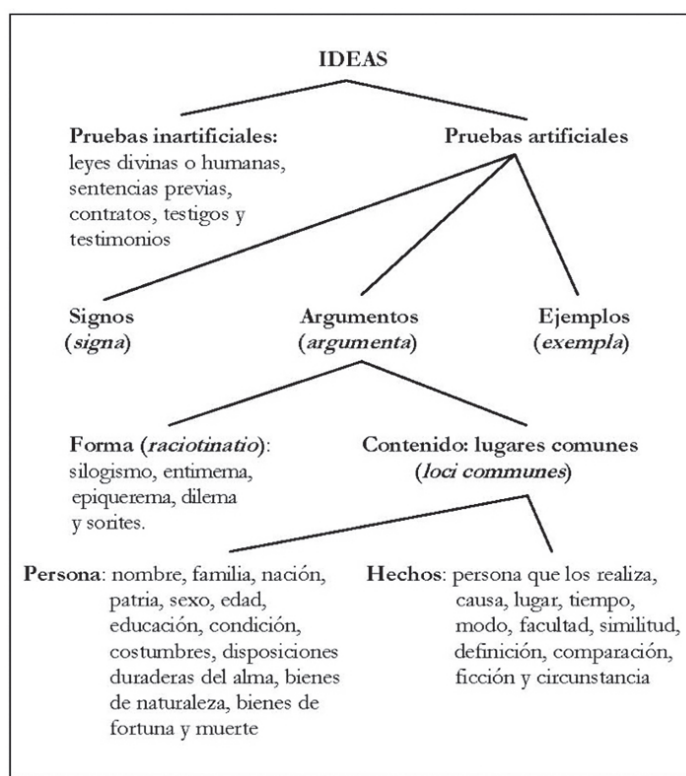 IDEAS
Pruebas inartificiales:
leyes divinas o humanas,
sentencias previas,
contratos, testigos y
testimonios
Pruebas artificiales
Signos
(signa)
Argumentos
(argumenta)
Ejemplos
(exempla)
Forma (raciotinatio):
silogismo, entimema,
epiquerema, dilema
y sorites.
Contenido: lugares comunes
(loci communes)
Persona: nombre, familia, nación,
patria, sexo, edad,
educación, condición,
costumbres, disposiciones
duraderas del alma, bienes
de naturaleza, bienes de
fortuna y muerte
Hechos: persona que los realiza,
causa, lugar, tiempo,
modo, facultad, similitud,
definición, comparación,
ficción y circunstancia